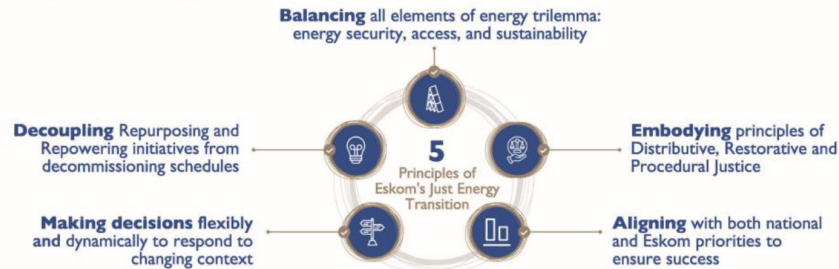 Balancing all elements of energy trilemma:
energy security, access, and sustainability
Decoupling Repurposing and
Repowering initiatives from
decommissioning schedules
5
Principles of
Eskom's Just Energy
Transition
Embodying principles of
Distributive, Restorative and
Procedural Justice
Making decisions flexibly
and dynamically to respond to
changing context
Aligning with both national
and Eskom priorities to
ensure success